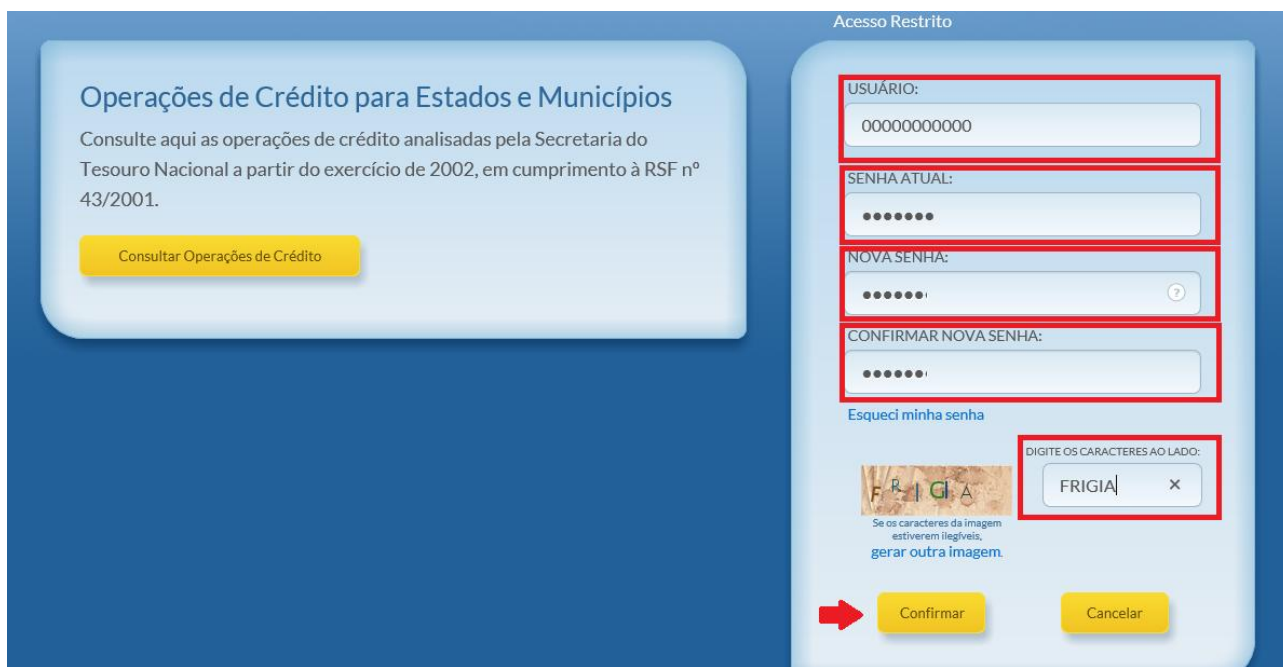 Acesso Restrito
Operações de Crédito para Estados e Municípios
Consulte aqui as operações de crédito analisadas pela Secretaria do
Tesouro Nacional a partir do exercício de 2002, em cumprimento à RSF nº
43/2001.
Consultar Operações de Crédito
USUÁRIO:
00000000000
SENHA ATUAL:
●●●●●●●
NOVA SENHA:
●●●●●●
?
CONFIRMAR NOVA SENHA:
●●●●●●
Esqueci minha senha
DIGITE OS CARACTERES AO LADO:
FRIGIA
FRIGIA ×
Se os caracteres da imagem
estiverem ilegíveis,
gerar outra imagem.
Confirmar
Cancelar